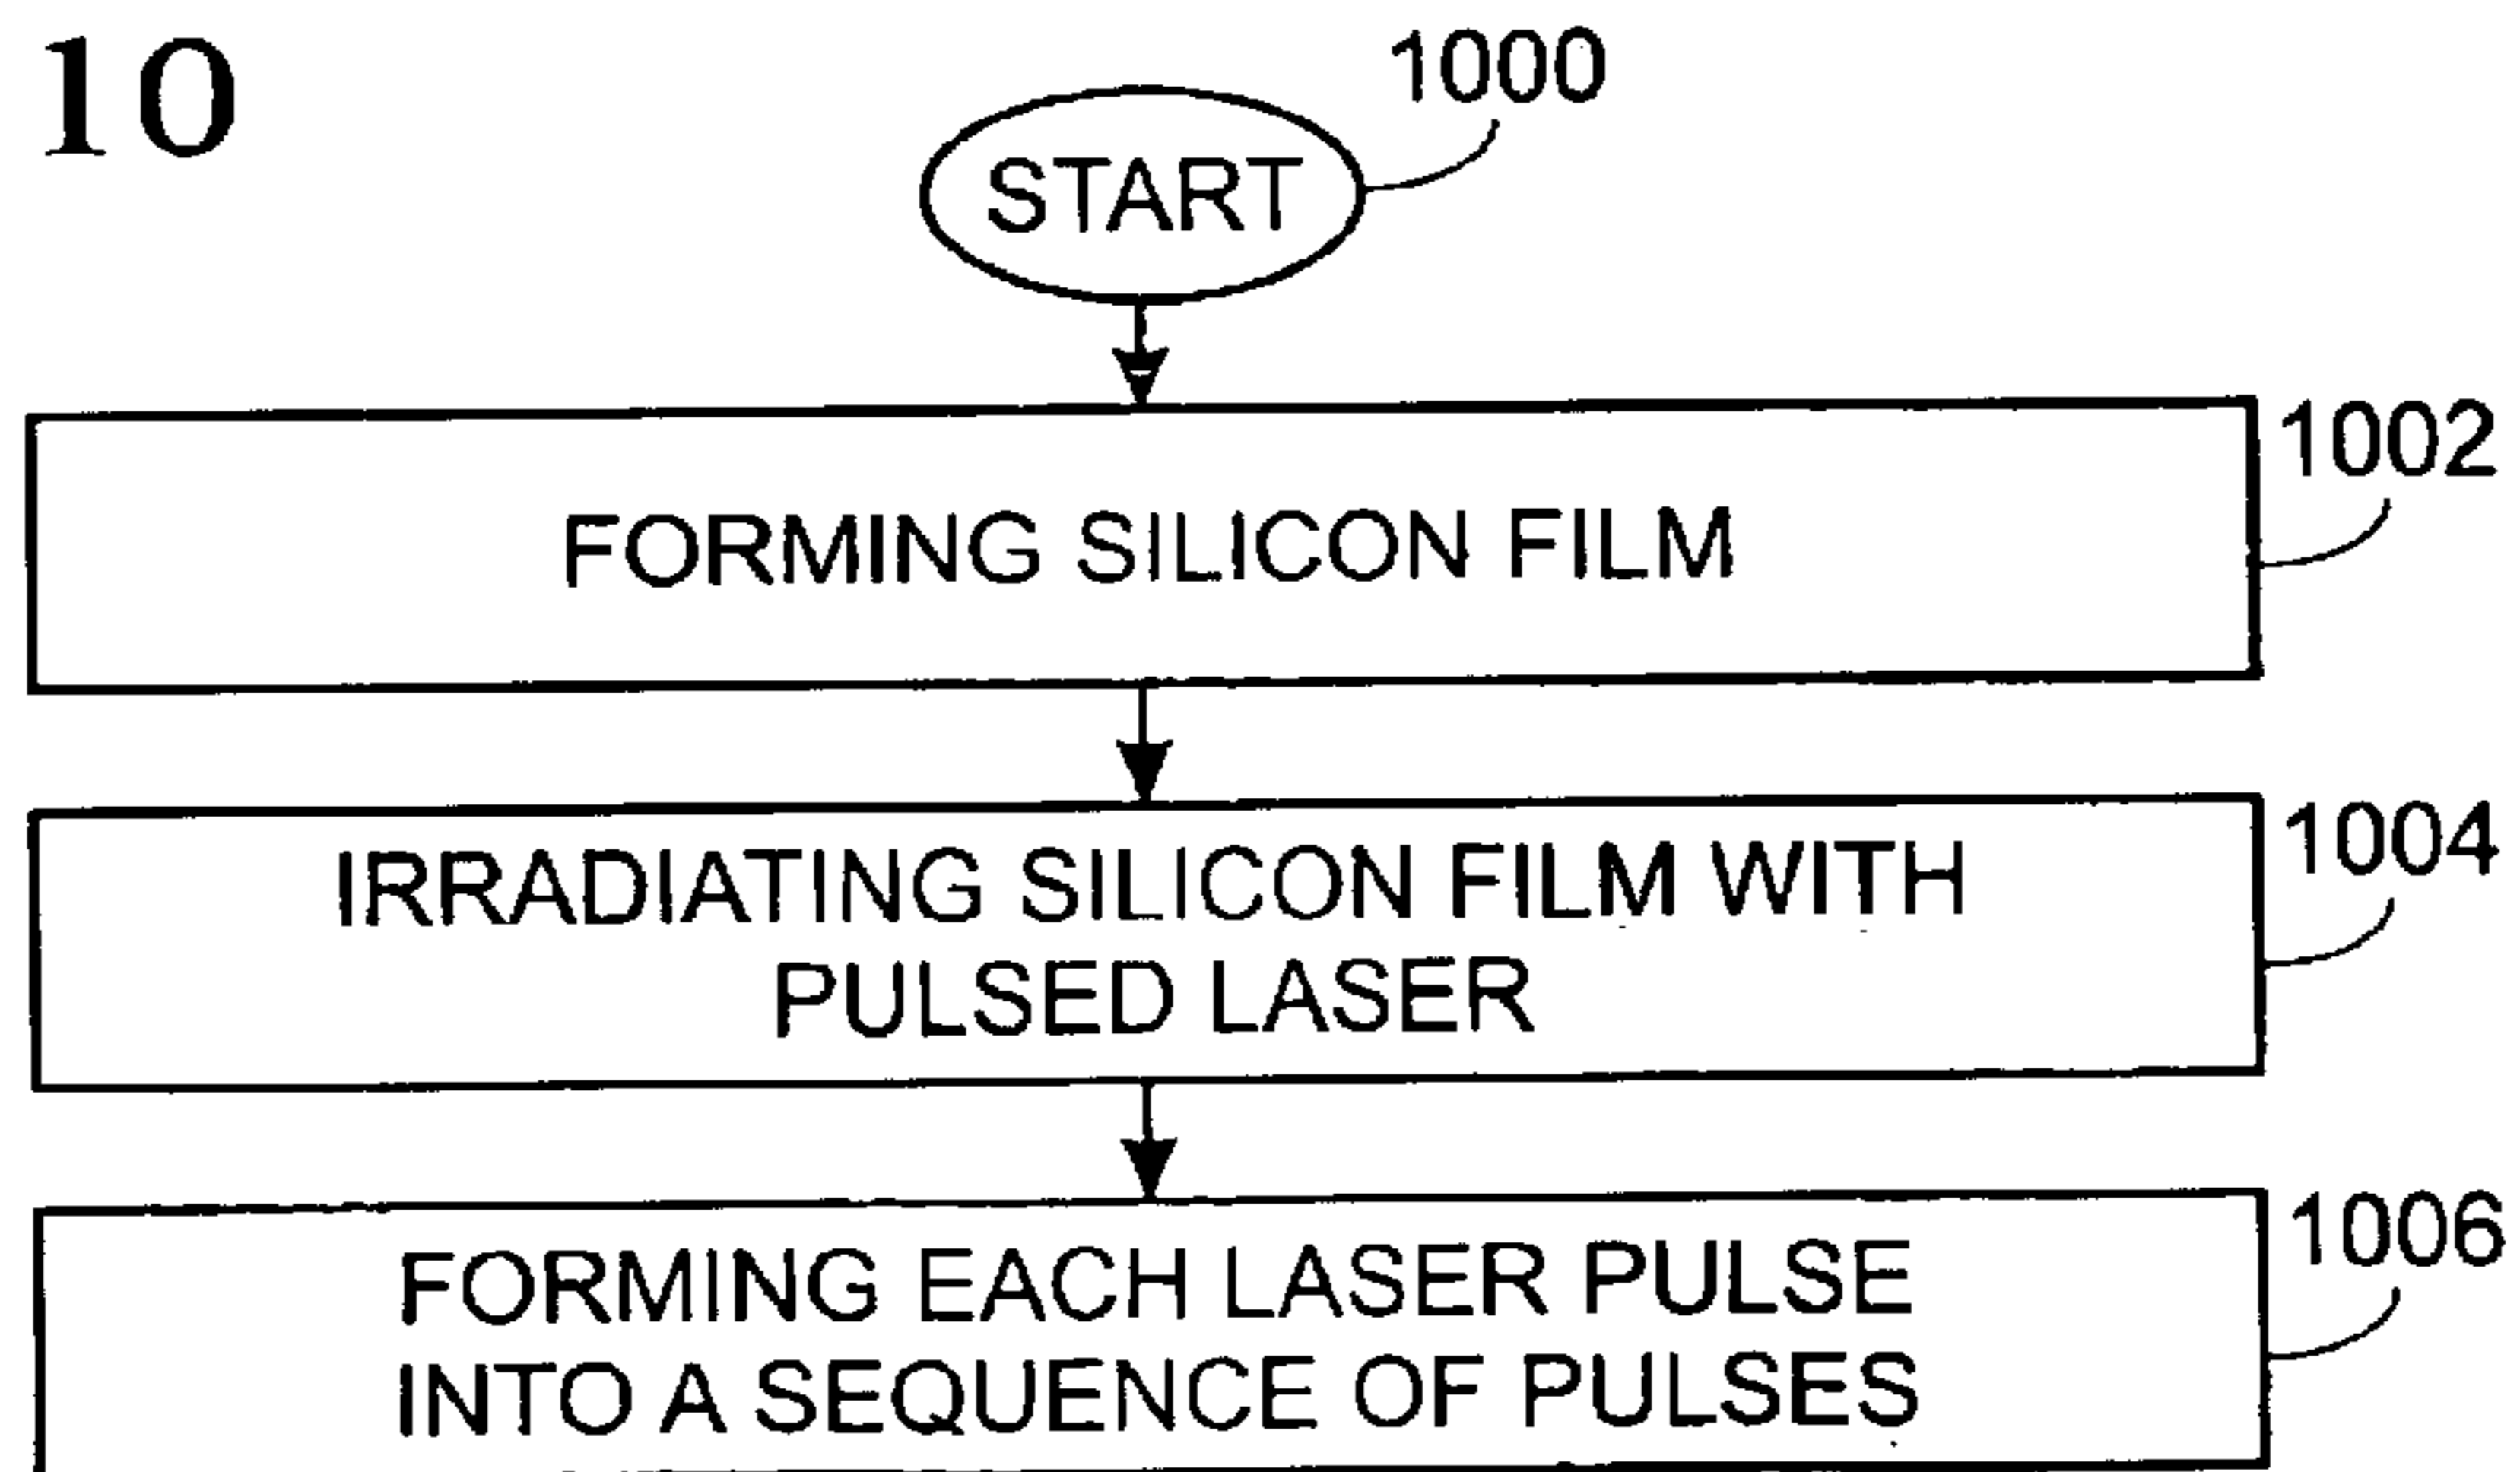 10
1000
START
1002
FORMING SILICON FILM
1004
IRRADIATING SILICON FILM WITH
PULSED LASER
1006
FORMING EACH LASER PULSE
INTO A SEQUENCE OF PULSES